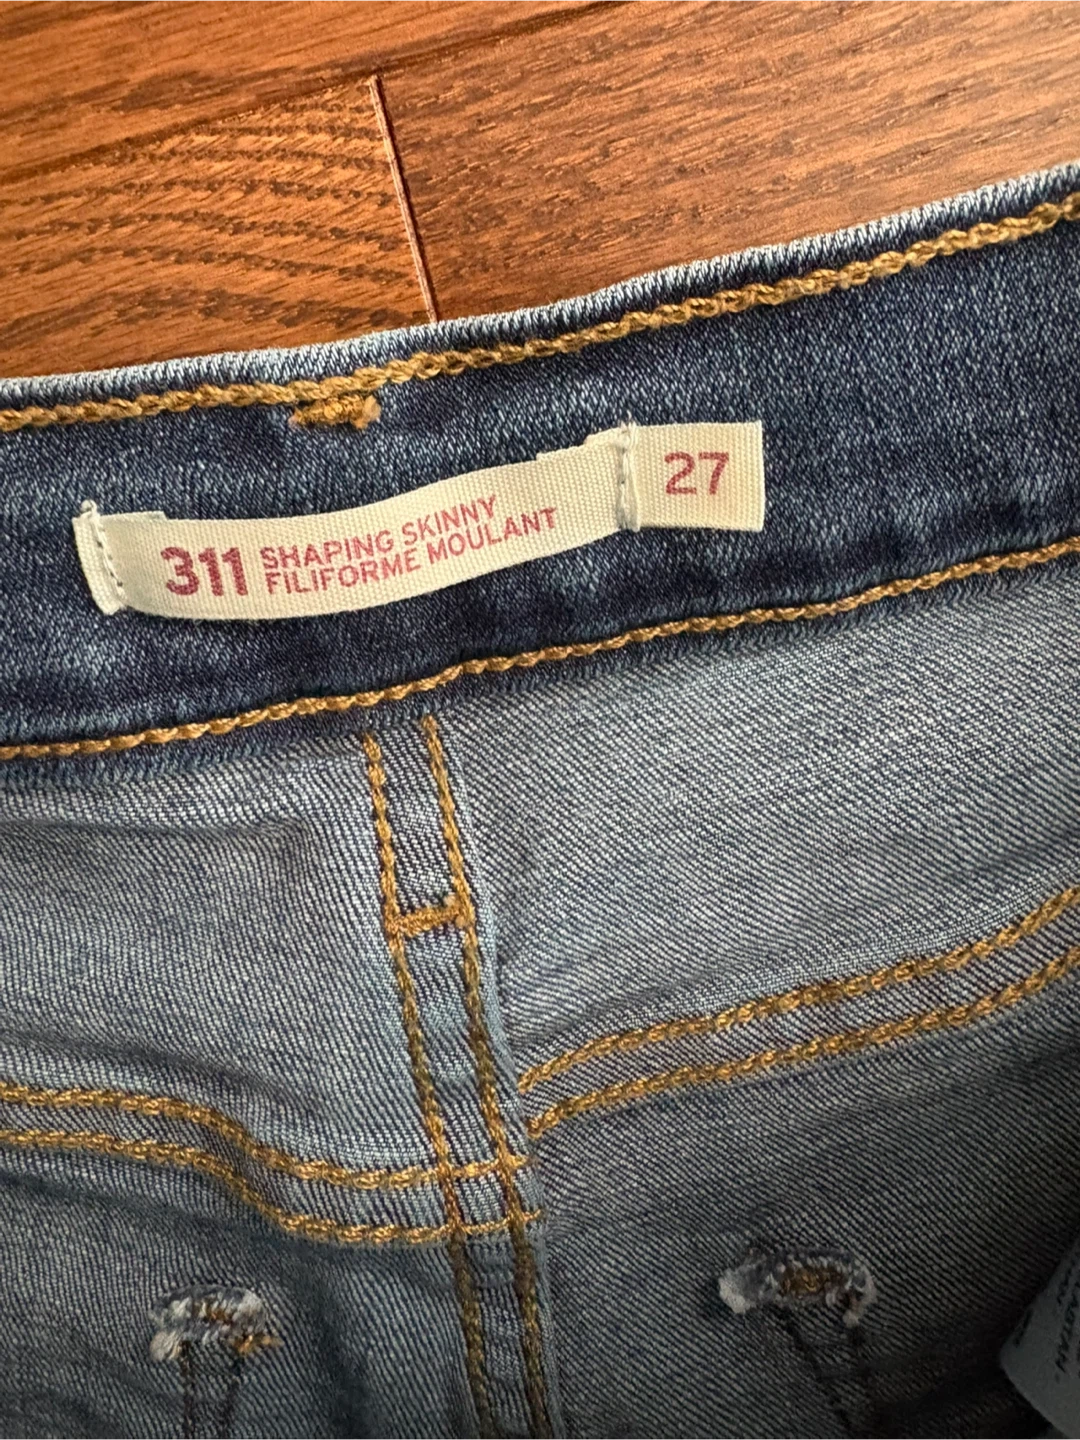 311 SHAPING SKINNY
FILIFORME MOULANT
27